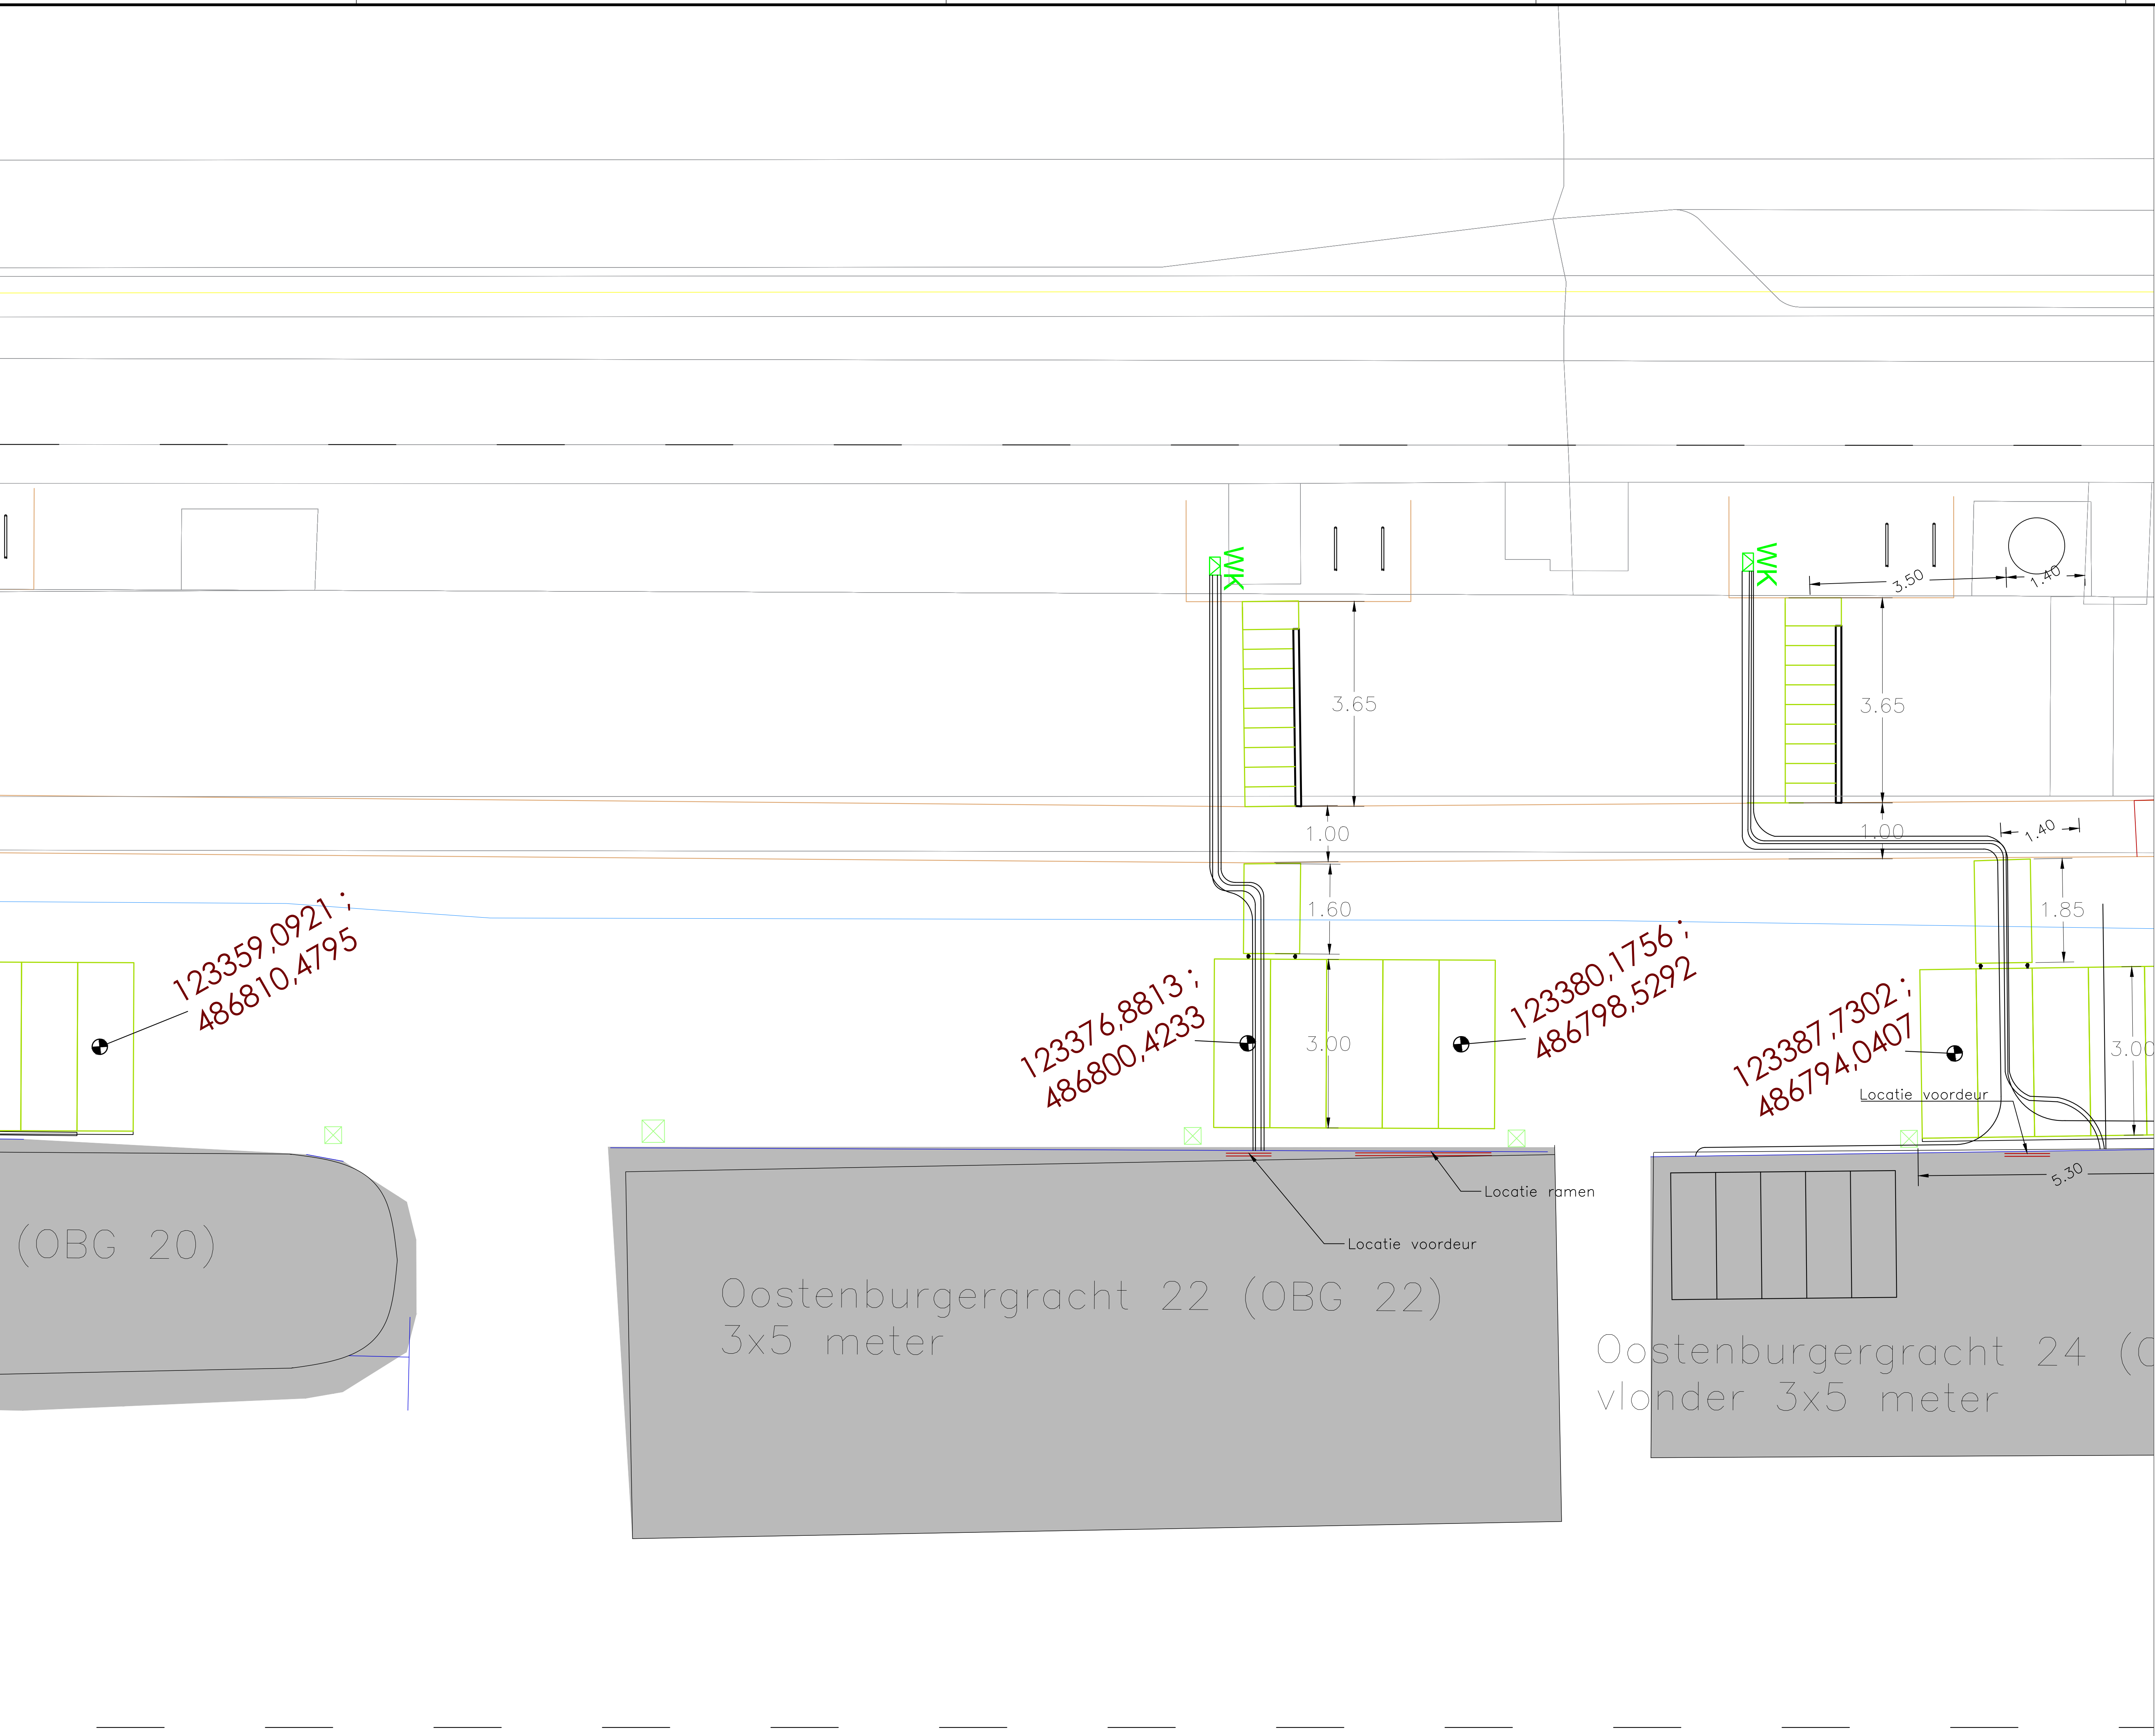 WK
WK
3.50
1.40
3.65
3.65
1.00
1.00
1.40
1.60
1.85
123359,0921 ;
486810,4795
123376,8813 ;
486800,4233
3.00
123380,1756 ;
486798,5292
123387,7302 ;
486794,0407
3.00
Locatie voordeur
5.30
Locatie ramen
Locatie voordeur
(OBG 20)
Oostenburgergracht 22 (OBG 22)
3x5 meter
Oostenburgergracht 24 (
vlonder 3x5 meter